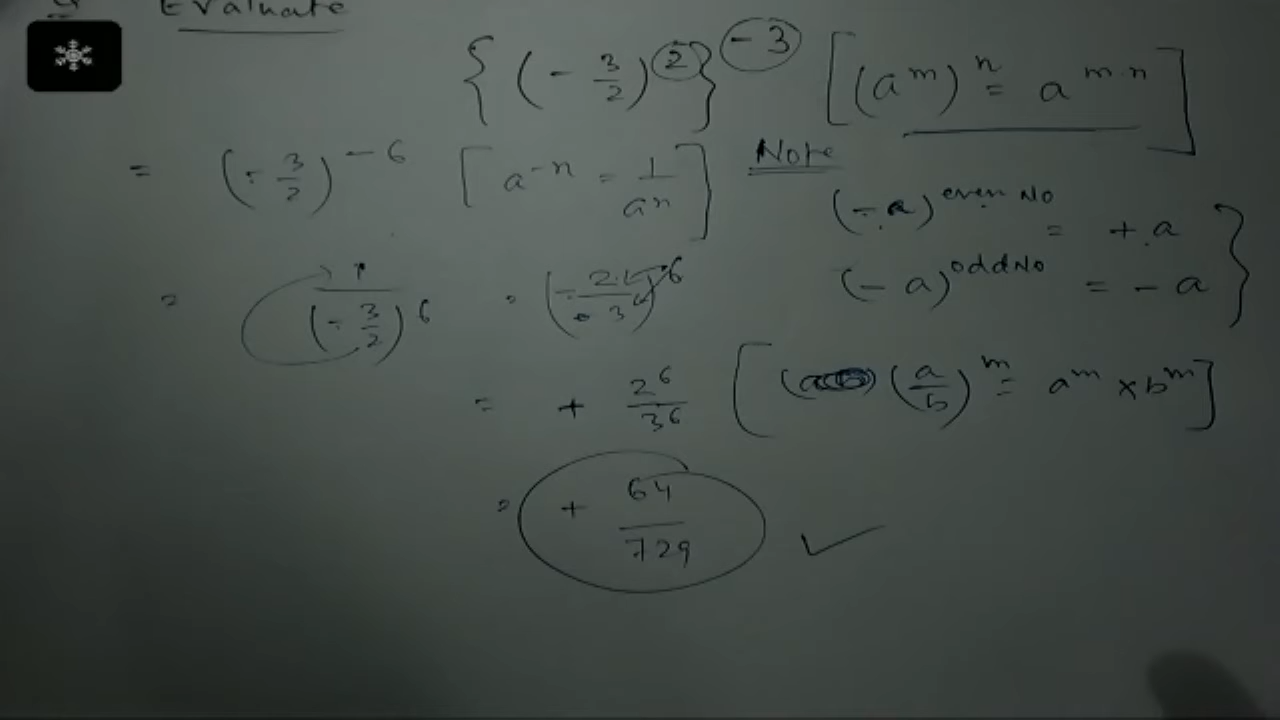 Evaluate
{(- 3/2)^2}^-3 [(a^m)^n = a^m.n]
= (- 3/2)^-6 [a^-n = 1/an] Note
(-a)^even No = + a
= 1/(- 3/2)^6 = (- 2/3)^6 (- a)^odd No = - a
= + 2^6/3^6 [(a/b)^m = a^m × b^m]
= + 64/729 ✓